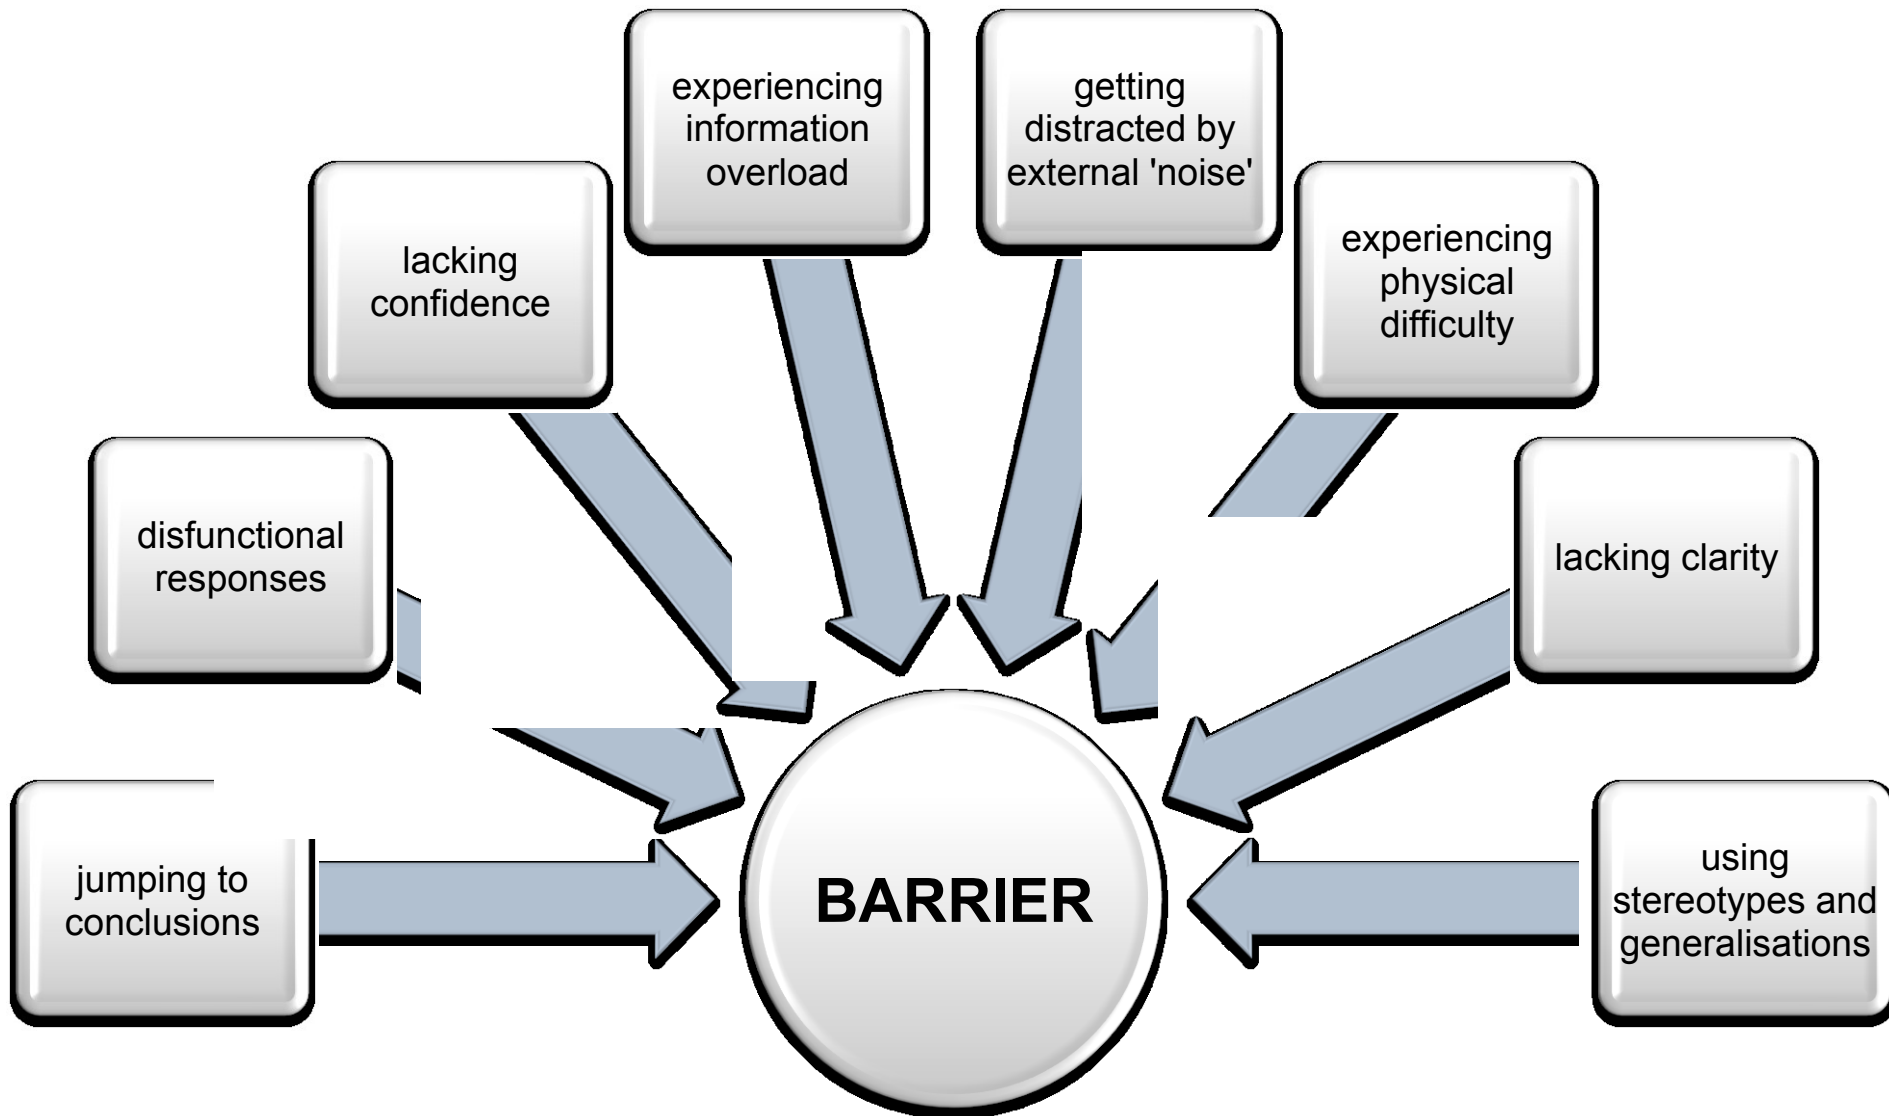 experiencing
information
overload
getting
distracted by
external 'noise'
lacking
confidence
experiencing
physical
difficulty
disfunctional
responses
lacking clarity
jumping to
conclusions
BARRIER
using
stereotypes and
generalisations